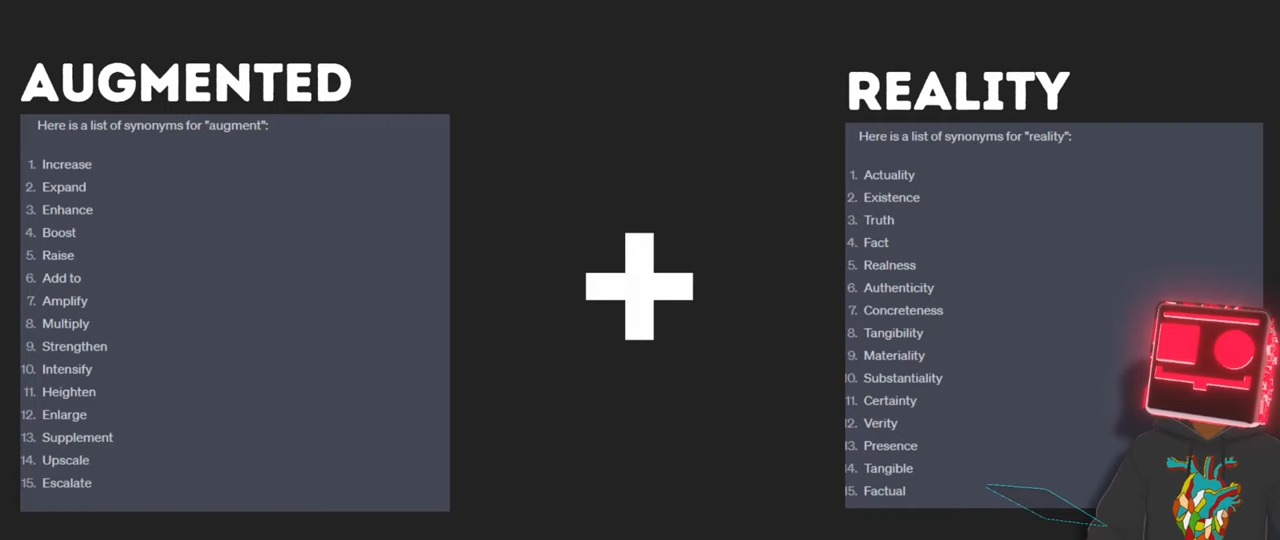 AUGMENTED
Here is a list of synonyms for "augment":
1. Increase
2. Expand
3. Enhance
4. Boost
5. Raise
6. Add to
7. Amplify
8. Multiply
9. Strengthen
10. Intensify
11. Heighten
12. Enlarge
13. Supplement
14. Upscale
15. Escalate
REALITY
Here is a list of synonyms for "reality":
1. Actuality
2. Existence
3. Truth
4. Fact
5. Realness
6. Authenticity
7. Concreteness
8. Tangibility
9. Materiality
10. Substantiality
11. Certainty
12. Verity
13. Presence
14. Tangible
15. Factual